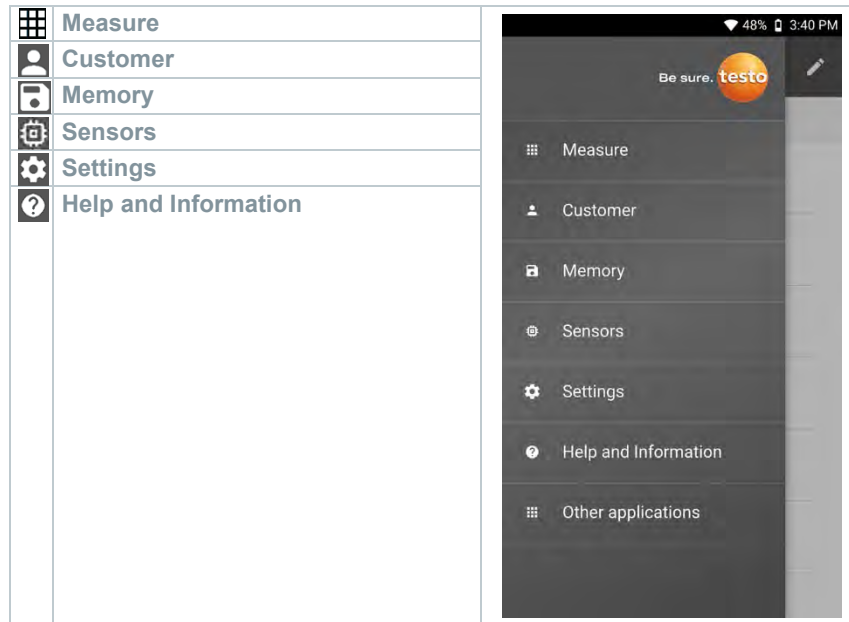 Measure
Customer
Memory
Sensors
Settings
Help and Information
48% 3:40 PM
Be sure. testo
Measure
Customer
Memory
Sensors
Settings
Help and Information
Other applications